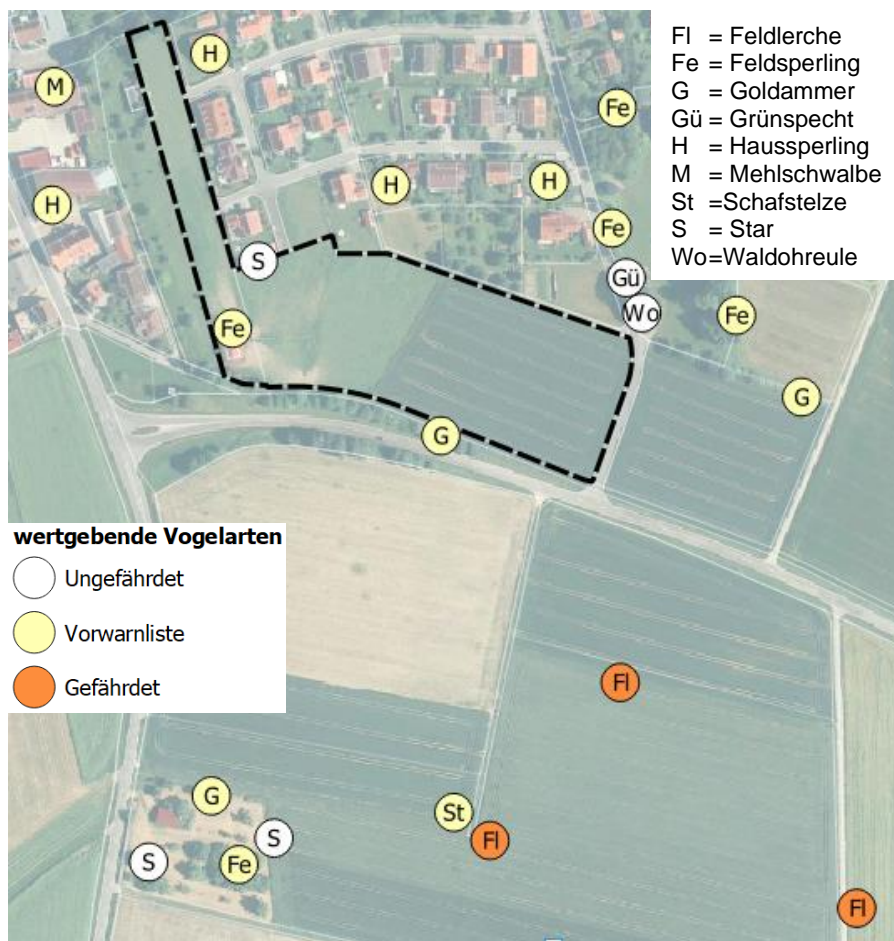 Fl = Feldlerche
Fe = Feldsperling
G = Goldammer
Gü = Grünspecht
H = Haussperling
M = Mehlschwalbe
St =Schafstelze
S = Star
Wo=Waldohreule
H
M
Fe
H
H
H
Fe
S
Gü
Wo
Fe
Fe
G
G
wertgebende Vogelarten
Ungefährdet
Vorwarnliste
Gefährdet
Fl
G
St
S
Fl
S
Fe
Fl